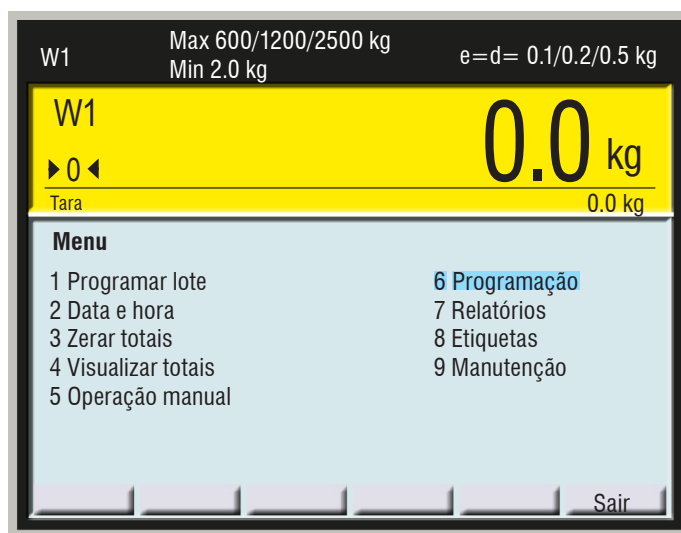 W1
Max 600/1200/2500 kg
Min 2.0 kg
e=d= 0.1/0.2/0.5 kg
W1
0.0 kg
0
Tara
0.0 kg
Menu
1 Programar lote
2 Data e hora
3 Zerar totais
4 Visualizar totais
5 Operação manual
6 Programação
7 Relatórios
8 Etiquetas
9 Manutenção
Sair